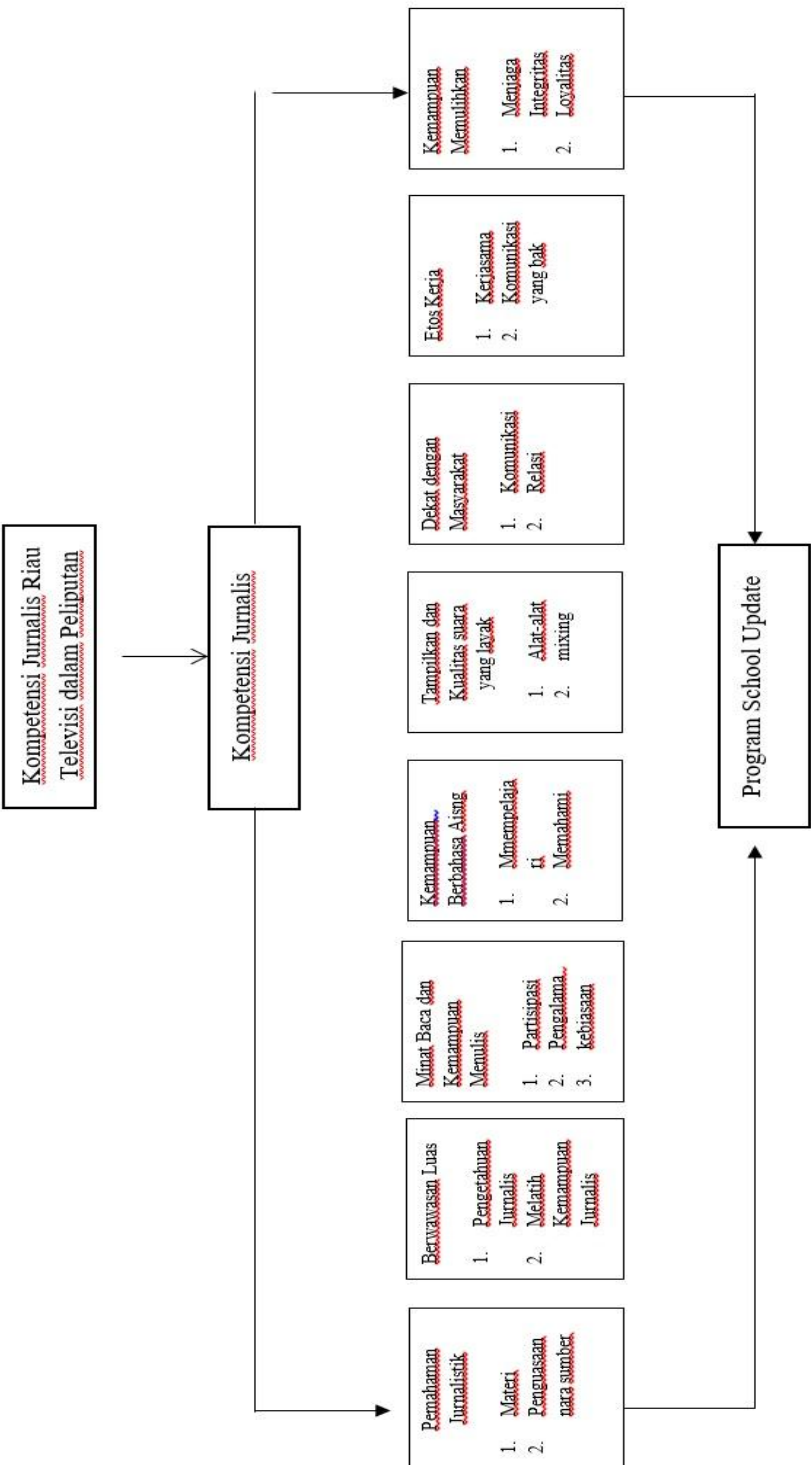 Kompetensi Jurnalis Riau
Televisi dalam Peliputan
Kompetensi Jurnalis
Pemahaman
Jurnalistik
1. Materi
2. Penguasaan
nara sumber
Berwawasan Luas
1. Pengetahuan
Jurnalis
2. Melatih
Kemampuan
Jurnalis
Minat Baca dan
Kemampuan
Menulis
1. Partisipasi
2. Pengalama
3. kebiasaan
Kemampuan
Berbahasa Aisng
1. Mmempelaja
ri
2. Memahami
Tampilkan dan
Kualitas suara
yang layak
1. Alat-alat
2. mixing
Dekat dengan
Masyarakat
1. Komunikasi
2. Relasi
Etos Kerja
1. Kerjasama
2. Komunikasi
yang bak
Kemampuan
Memulihkan
1. Menjaga
Integritas
2. Loyalitas
Program School Update